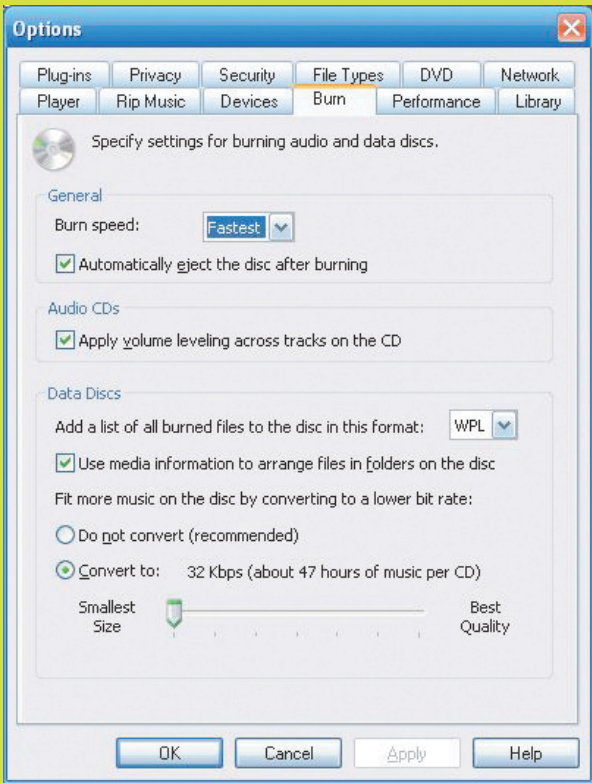 Options
Plug-ins Privacy Security File Types DVD Network
Player Rip Music Devices Burn Performance Library
Specify settings for burning audio and data discs.
General
Burn speed: Fastest
Automatically eject the disc after burning
Audio CDs
Apply volume leveling across tracks on the CD
Data Discs
Add a list of all burned files to the disc in this format: WPL
Use media information to arrange files in folders on the disc
Fit more music on the disc by converting to a lower bit rate:
Do not convert (recommended)
Convert to: 32 Kbps (about 47 hours of music per CD)
Smallest Best
Size Quality
OK Cancel Apply Help